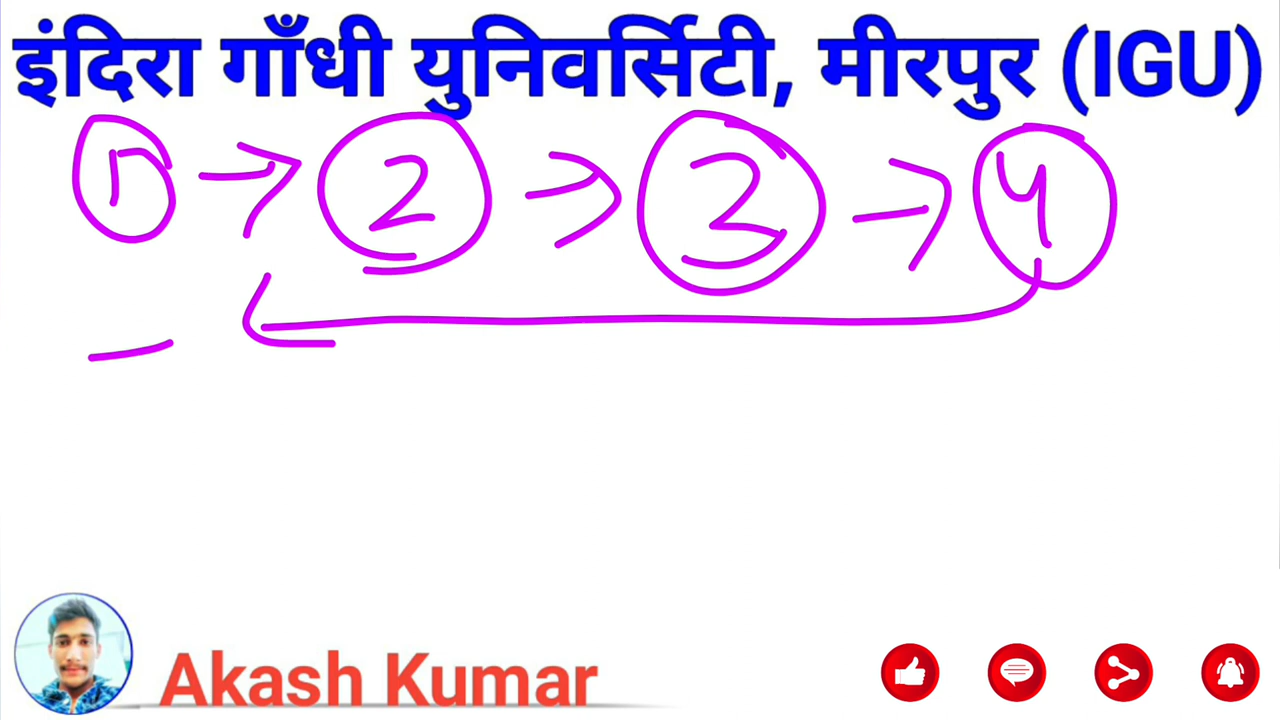 इंदिरा गाँधी युनिवर्सिटी, मीरपुर (IGU)
1 → 2 → 3 → 4
Akash Kumar